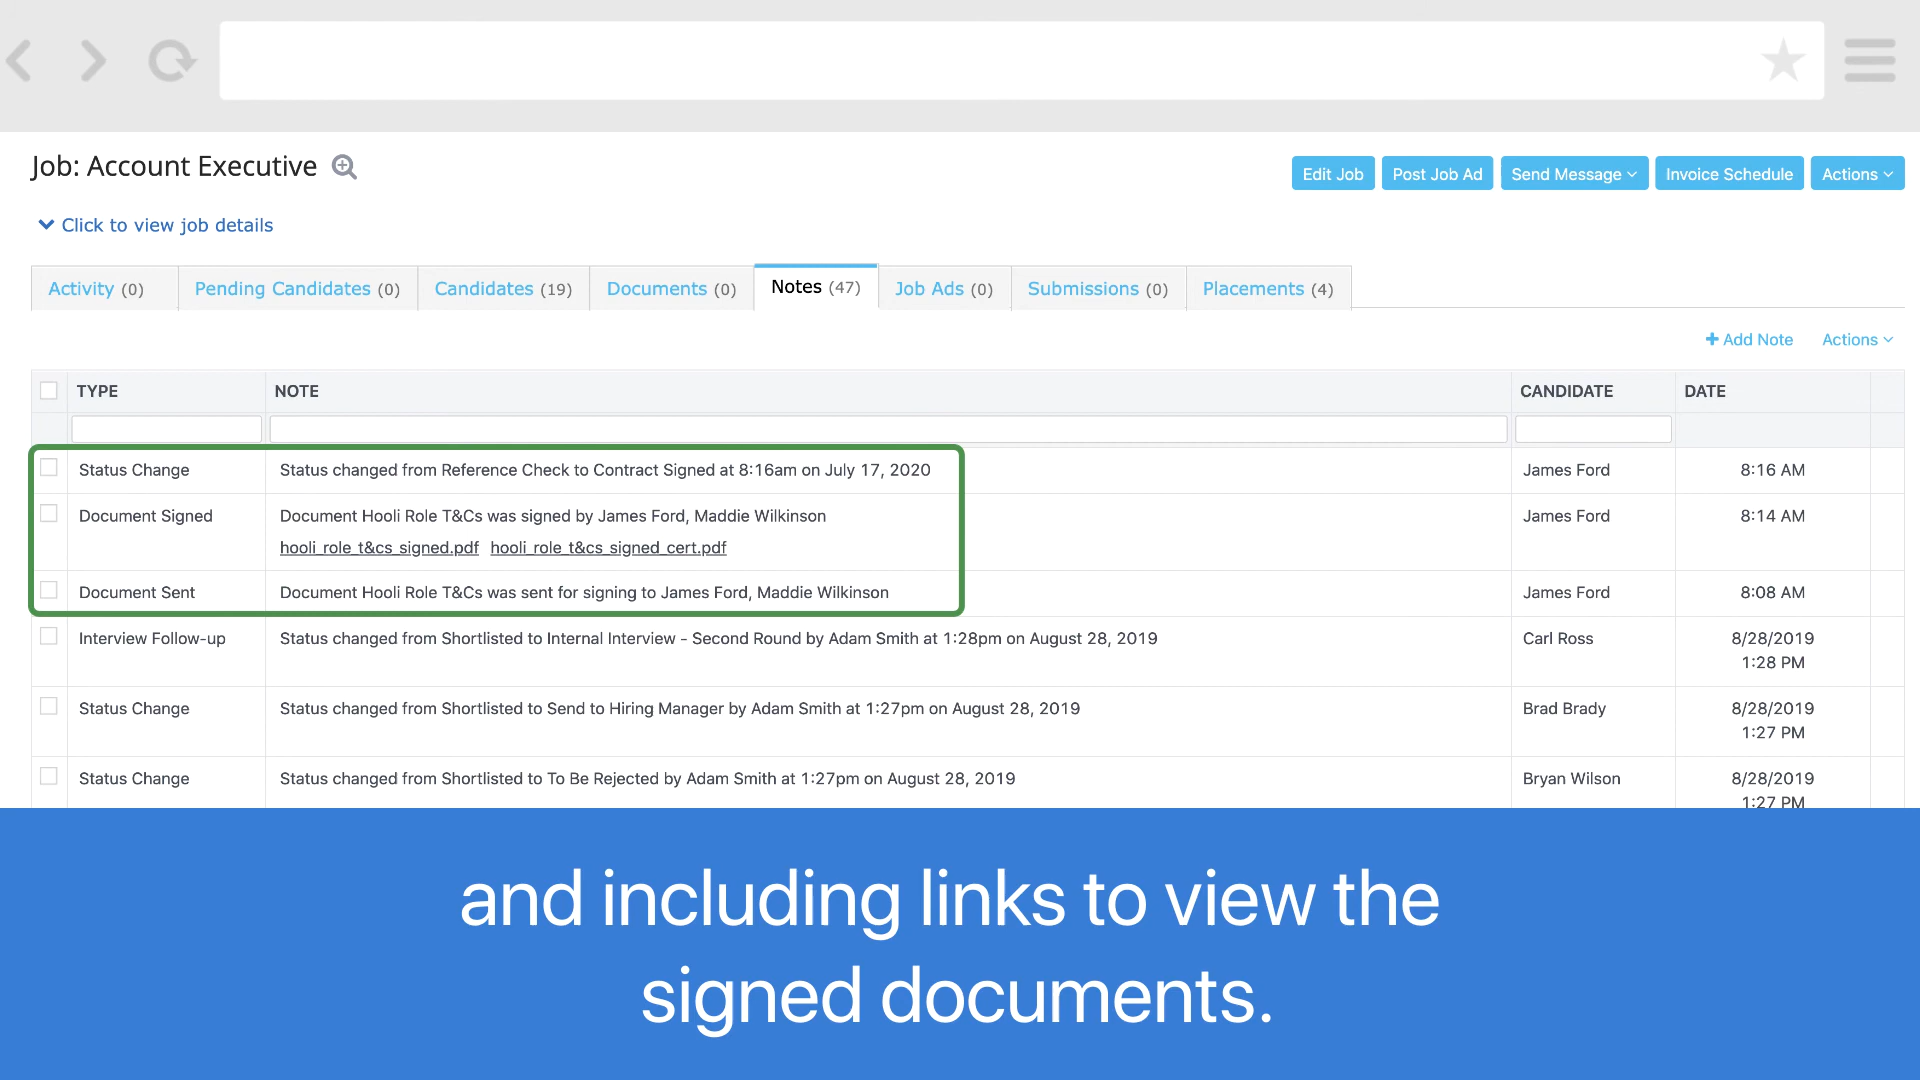 Job: Account Executive
Edit Job Post Job Ad Send Message Invoice Schedule Actions
Click to view job details
Activity (0) Pending Candidates (0) Candidates (19) Documents (0) Notes (47) Job Ads (0) Submissions (0) Placements (4)
Add Note Actions
TYPE NOTE CANDIDATE DATE
Status Change Status changed from Reference Check to Contract Signed at 8:16am on July 17, 2020 James Ford 8:16 AM
Document Signed Document Hooli Role T&Cs was signed by James Ford, Maddie Wilkinson James Ford 8:14 AM
hooli_role_t&cs_signed.pdf hooli_role_t&cs_signed_cert.pdf
Document Sent Document Hooli Role T&Cs was sent for signing to James Ford, Maddie Wilkinson James Ford 8:08 AM
Interview Follow-up Status changed from Shortlisted to Internal Interview - Second Round by Adam Smith at 1:28pm on August 28, 2019 Carl Ross 8/28/2019
1:28 PM
Status Change Status changed from Shortlisted to Send to Hiring Manager by Adam Smith at 1:27pm on August 28, 2019 Brad Brady 8/28/2019
1:27 PM
Status Change Status changed from Shortlisted to To Be Rejected by Adam Smith at 1:27pm on August 28, 2019 Bryan Wilson 8/28/2019
1:27 PM
and including links to view the
signed documents.